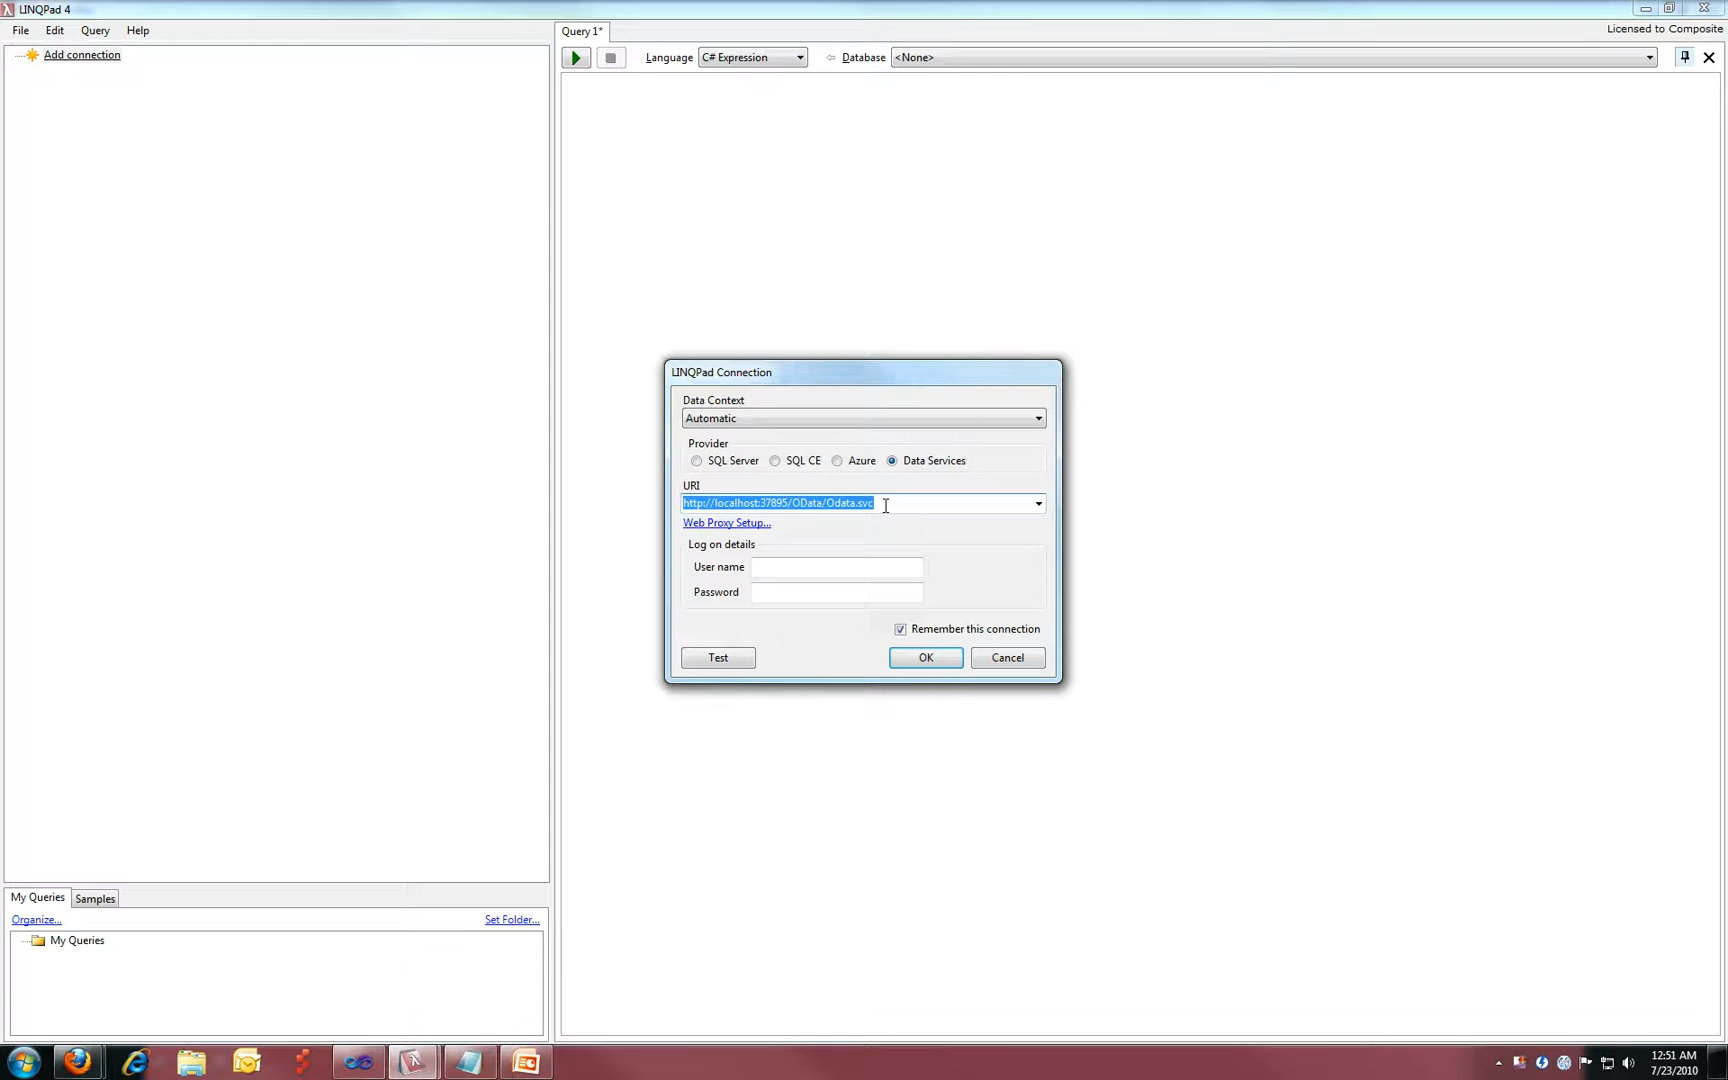 LINQPad 4
File Edit Query Help
Add connection
Query 1*
Licensed to Composite
Language C# Expression Database <None>
LINQPad Connection
Data Context
Automatic
Provider
SQL Server SQL CE Azure Data Services
URI
http://localhost:37895/OData/Odata.svc
Web Proxy Setup...
Log on details
User name
Password
Remember this connection
Test OK Cancel
My Queries Samples
Organize... Set Folder...
My Queries
12:51 AM
7/23/2010